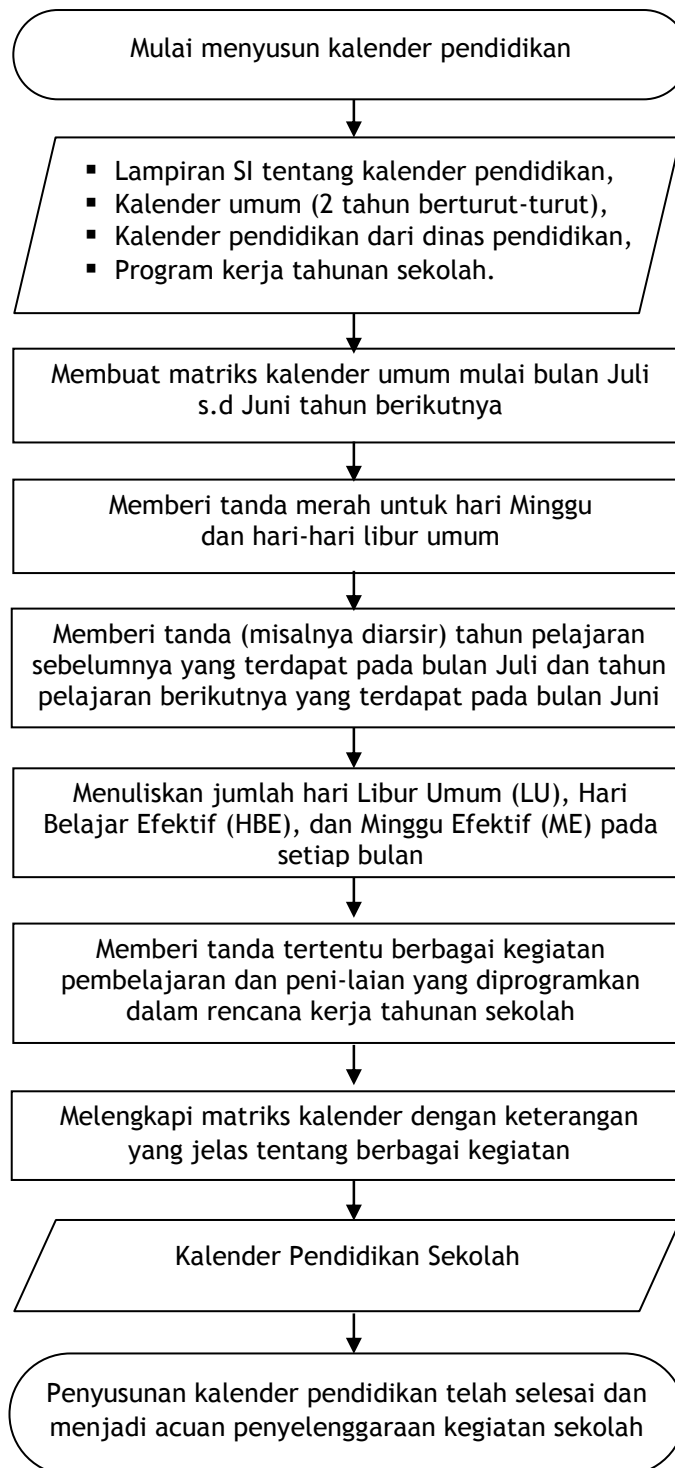 Mulai menyusun kalender pendidikan
▪ Lampiran SI tentang kalender pendidikan,
▪ Kalender umum (2 tahun berturut-turut),
▪ Kalender pendidikan dari dinas pendidikan,
▪ Program kerja tahunan sekolah.
Membuat matriks kalender umum mulai bulan Juli
s.d Juni tahun berikutnya
Memberi tanda merah untuk hari Minggu
dan hari-hari libur umum
Memberi tanda (misalnya diarsir) tahun pelajaran
sebelumnya yang terdapat pada bulan Juli dan tahun
pelajaran berikutnya yang terdapat pada bulan Juni
Menuliskan jumlah hari Libur Umum (LU), Hari
Belajar Efektif (HBE), dan Minggu Efektif (ME) pada
setiap bulan
Memberi tanda tertentu berbagai kegiatan
pembelajaran dan peni-laian yang diprogramkan
dalam rencana kerja tahunan sekolah
Melengkapi matriks kalender dengan keterangan
yang jelas tentang berbagai kegiatan
Kalender Pendidikan Sekolah
Penyusunan kalender pendidikan telah selesai dan
menjadi acuan penyelenggaraan kegiatan sekolah